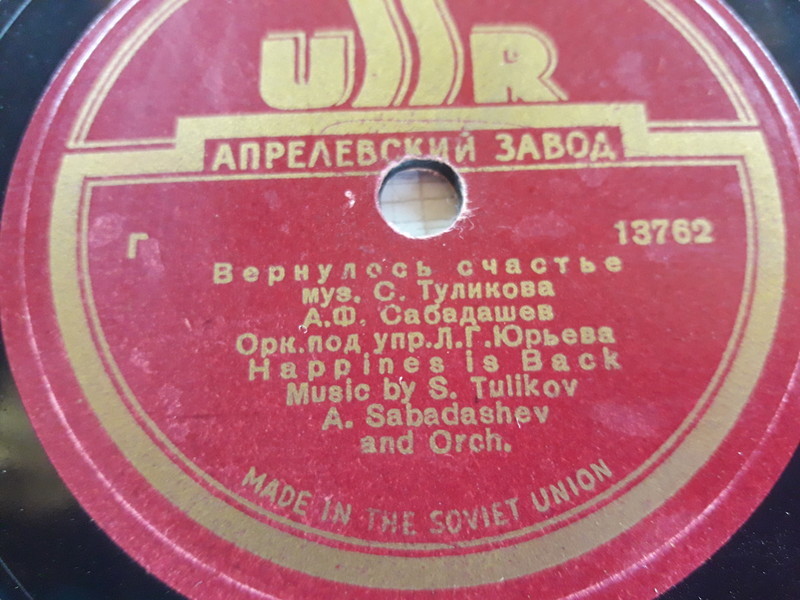 USSR
АПРЕЛЕВСКИЙ ЗАВОД
Г 13762
Вернулось счастье
муз. С. Туликова
А.Ф. Сабадашев
Орк.под упр.Л.Г.Юрьева
Happines is Back
Music by S. Tulikov
A. Sabadashev
and Orch.
MADE IN THE SOVIET UNION